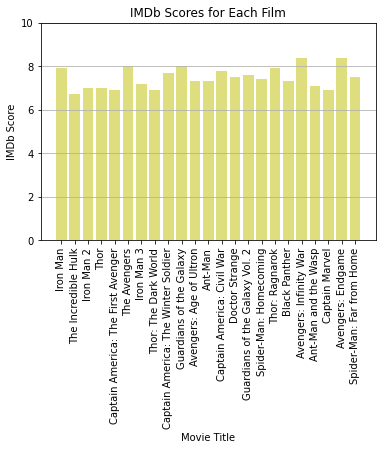 IMDb Scores for Each Film
IMDb Score
10
8
6
4
2
0
Iron Man
The Incredible Hulk
Iron Man 2
Thor
Captain America: The First Avenger
The Avengers
Iron Man 3
Thor: The Dark World
Captain America: The Winter Soldier
Guardians of the Galaxy
Avengers: Age of Ultron
Ant-Man
Captain America: Civil War
Doctor Strange
Guardians of the Galaxy Vol. 2
Spider-Man: Homecoming
Thor: Ragnarok
Black Panther
Avengers: Infinity War
Ant-Man and the Wasp
Captain Marvel
Avengers: Endgame
Spider-Man: Far from Home
Movie Title